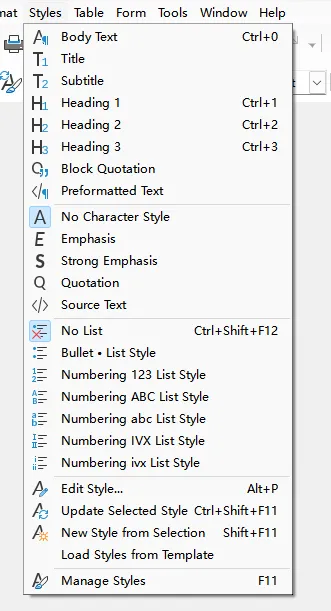 mat Styles Table Form Tools Window Help
Body Text Ctrl+0
Title
Subtitle
Heading 1 Ctrl+1
Heading 2 Ctrl+2
Heading 3 Ctrl+3
Block Quotation
Preformatted Text
No Character Style
Emphasis
Strong Emphasis
Quotation
Source Text
No List Ctrl+Shift+F12
Bullet • List Style
Numbering 123 List Style
Numbering ABC List Style
Numbering abc List Style
Numbering IVX List Style
Numbering ivx List Style
Edit Style... Alt+P
Update Selected Style Ctrl+Shift+F11
New Style from Selection Shift+F11
Load Styles from Template
Manage Styles F11